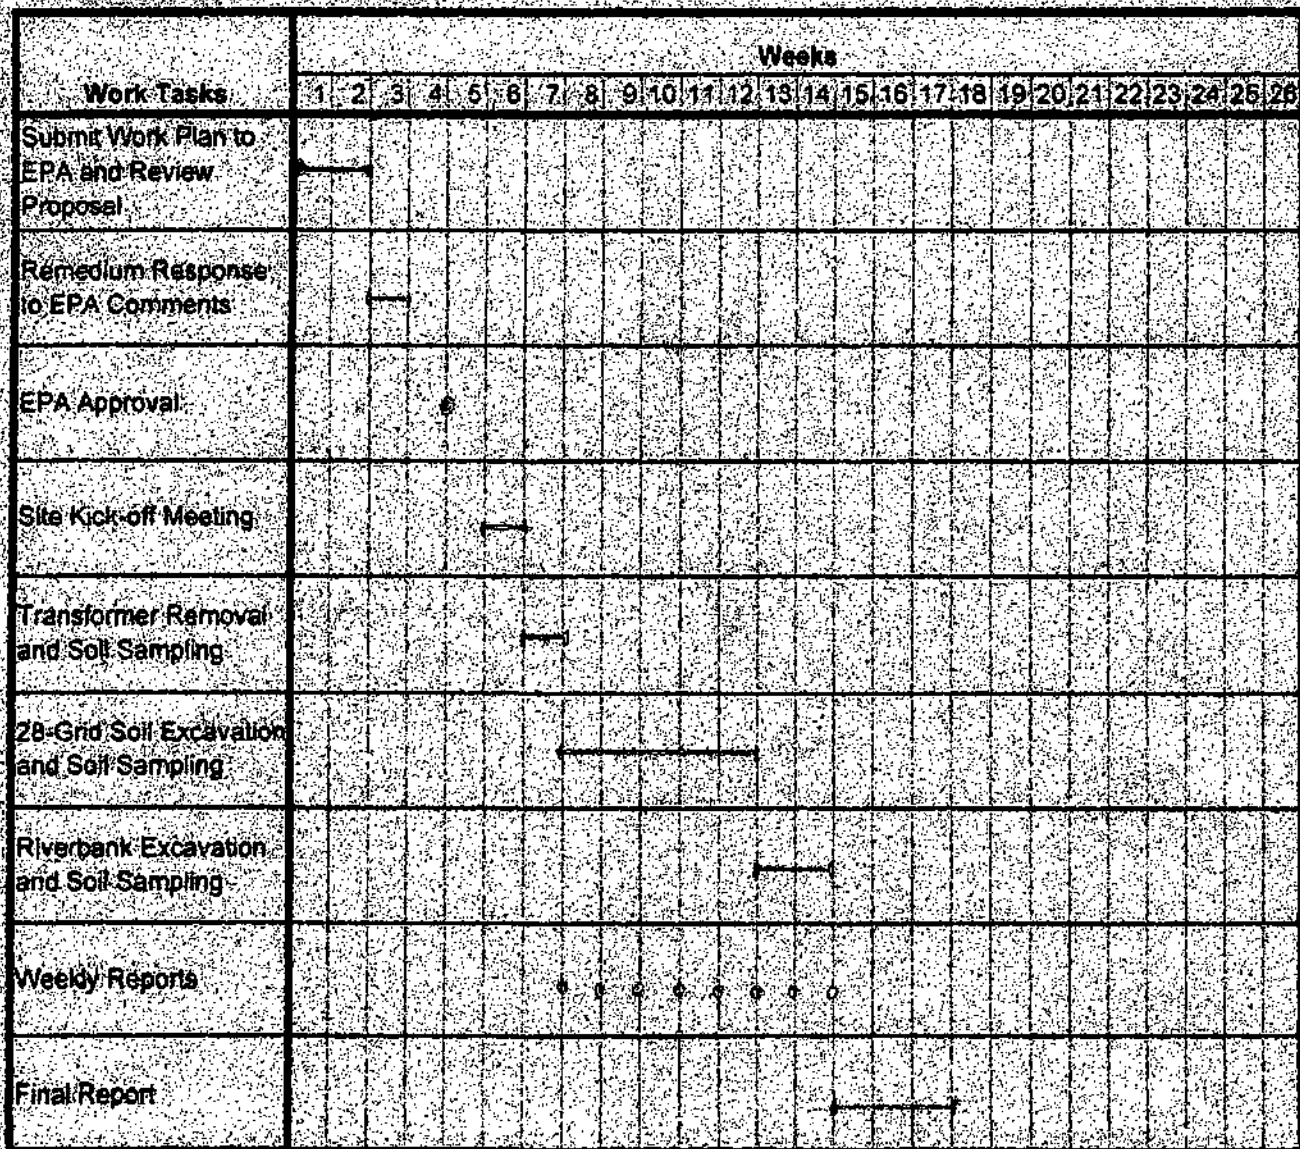 Weeks
Work Tasks 1 2 3 4 5 6 7 8 9 10 11 12 13 14 15 16 17 18 19 20 21 22 23 24 25 26
Submit Work Plan to
EPA and Review
Proposal
Remedium Response
to EPA Comments
EPA Approval
Site Kick-off Meeting
Transformer Removal
and Soil Sampling
28-Grid Soil Excavation
and Soil Sampling
Riverbank Excavation
and Soil Sampling
Weekly Reports
Final Report